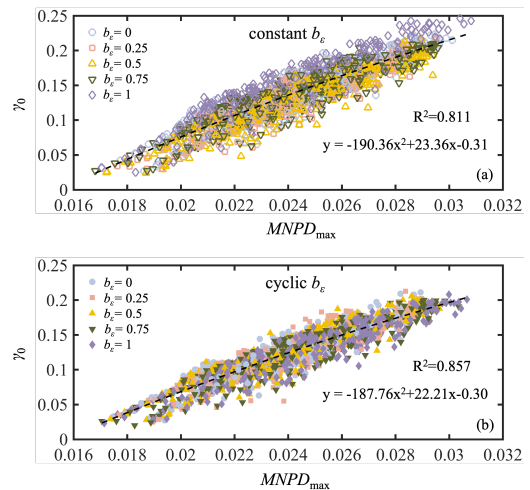 0.25
0.2
0.15
0.1
0.05
0
γ0
bε= 0
bε= 0.25
bε= 0.5
bε= 0.75
bε= 1
constant bε
R²=0.811
y = -190.36x²+23.36x-0.31
(a)
0.016 0.018 0.02 0.022 0.024 0.026 0.028 0.03 0.032
MNPDmax
0.25
0.2
0.15
0.1
0.05
0
γ0
bε= 0
bε= 0.25
bε= 0.5
bε= 0.75
bε= 1
cyclic bε
R²=0.857
y = -187.76x²+22.21x-0.30
(b)
0.016 0.018 0.02 0.022 0.024 0.026 0.028 0.03 0.032
MNPDmax